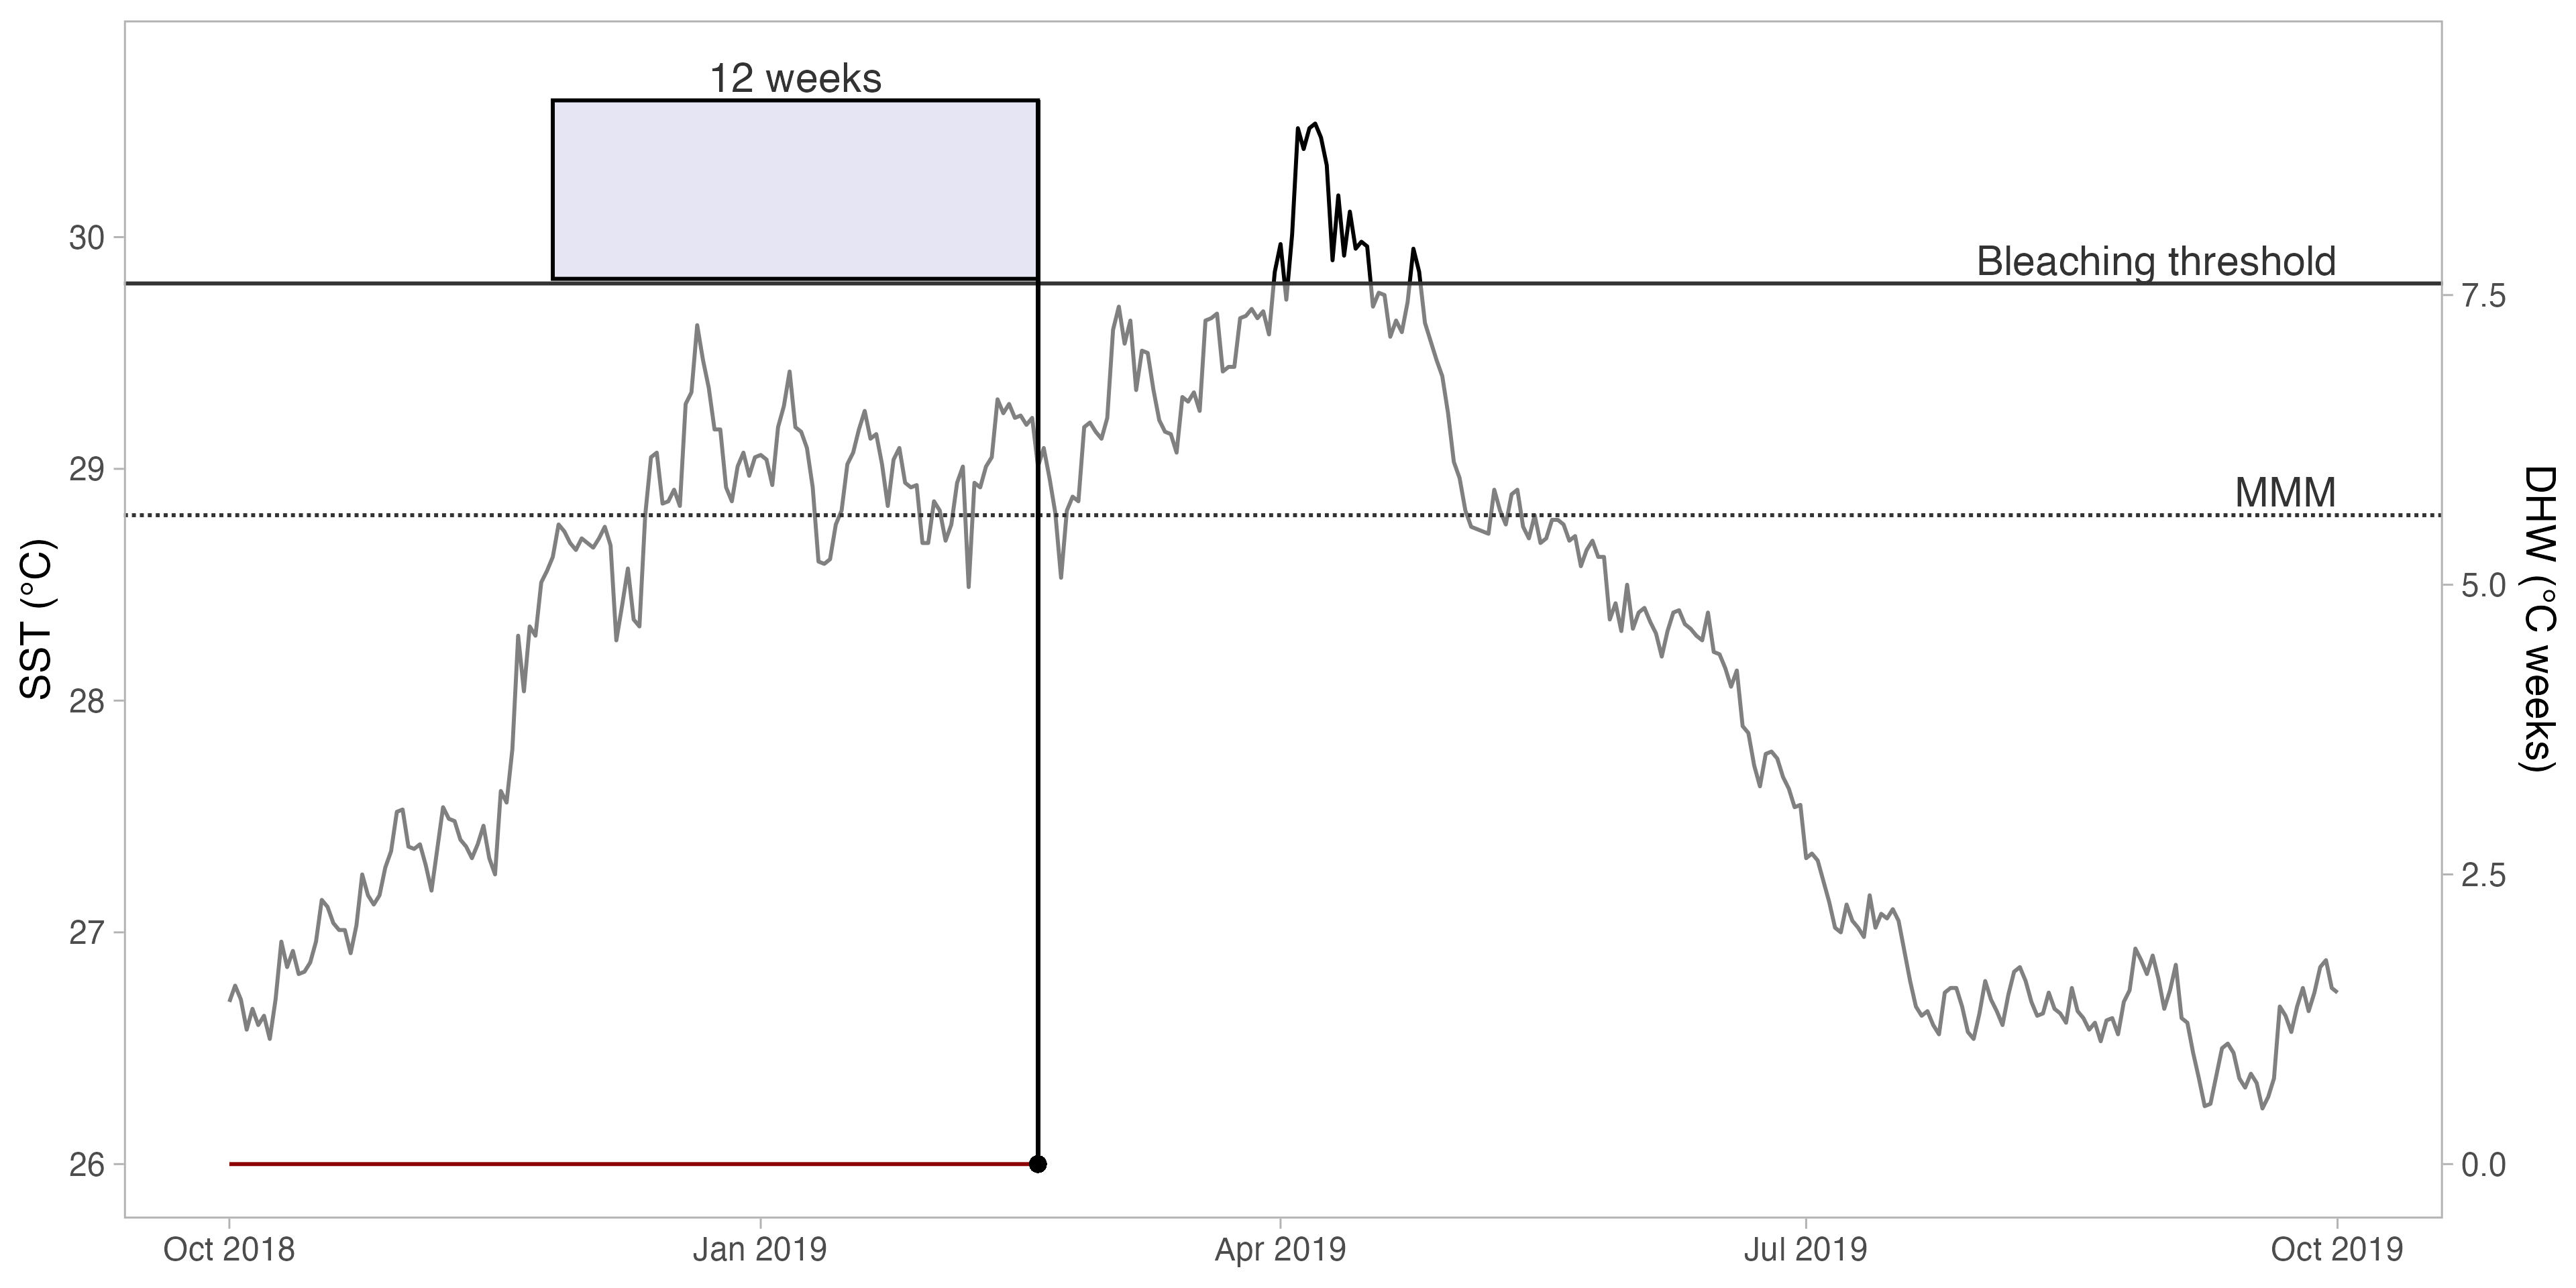 12 weeks
30
Bleaching threshold
7.5
29
MMM
SST (°C)
DHW (°C weeks)
5.0
28
27
2.5
26
0.0
Oct 2018
Jan 2019
Apr 2019
Jul 2019
Oct 2019